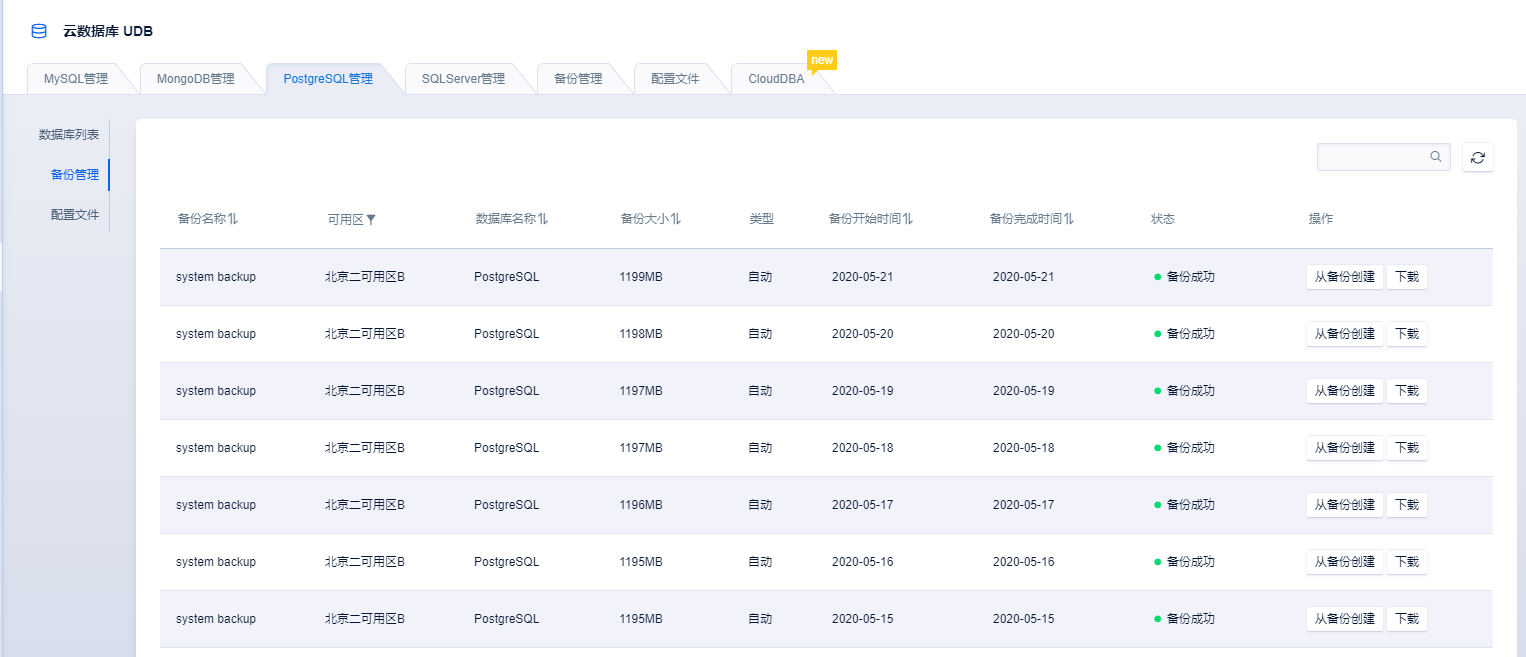 云数据库 UDB
new
MySQL管理 MongoDB管理 PostgreSQL管理 SQLServer管理 备份管理 配置文件 CloudDBA
数据库列表
备份管理
配置文件
备份名称 可用区 数据库名称 备份大小 类型 备份开始时间 备份完成时间 状态 操作
system backup 北京二可用区B PostgreSQL 1199MB 自动 2020-05-21 2020-05-21 备份成功 从备份创建 下载
system backup 北京二可用区B PostgreSQL 1198MB 自动 2020-05-20 2020-05-20 备份成功 从备份创建 下载
system backup 北京二可用区B PostgreSQL 1197MB 自动 2020-05-19 2020-05-19 备份成功 从备份创建 下载
system backup 北京二可用区B PostgreSQL 1197MB 自动 2020-05-18 2020-05-18 备份成功 从备份创建 下载
system backup 北京二可用区B PostgreSQL 1196MB 自动 2020-05-17 2020-05-17 备份成功 从备份创建 下载
system backup 北京二可用区B PostgreSQL 1195MB 自动 2020-05-16 2020-05-16 备份成功 从备份创建 下载
system backup 北京二可用区B PostgreSQL 1195MB 自动 2020-05-15 2020-05-15 备份成功 从备份创建 下载